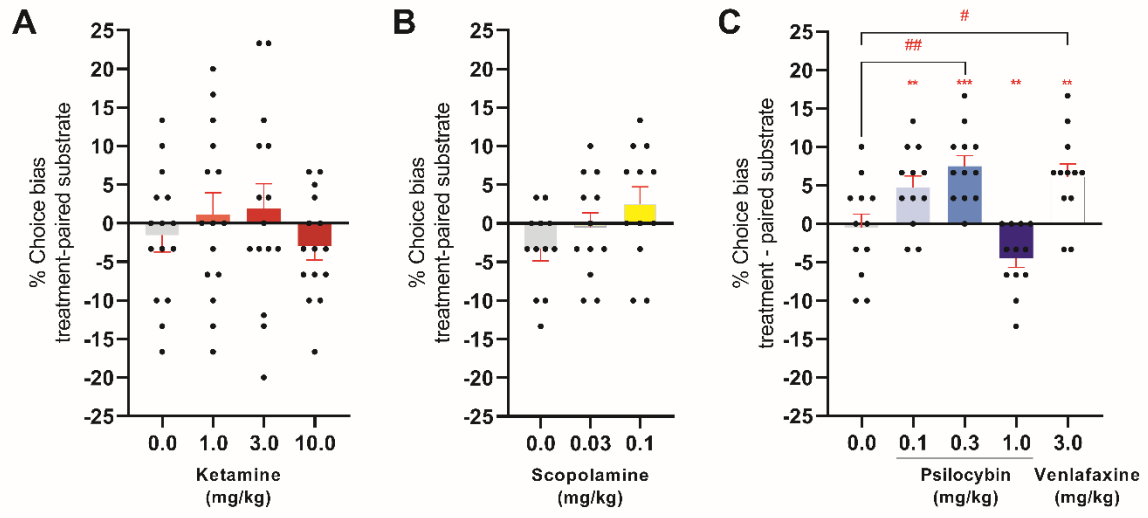 A
% Choice bias
treatment-paired substrate
25
20
15
10
5
0
-5
-10
-15
-20
-25
0.0 1.0 3.0 10.0
Ketamine
(mg/kg)
B
% Choice bias
treatment-paired substrate
25
20
15
10
5
0
-5
-10
-15
-20
-25
0.0 0.03 0.1
Scopolamine
(mg/kg)
C
% Choice bias
treatment - paired substrate
25
20
15
10
5
0
-5
-10
-15
-20
-25
#
##
** *** ** **
0.0 0.1 0.3 1.0 3.0
Psilocybin Venlafaxine
(mg/kg) (mg/kg)